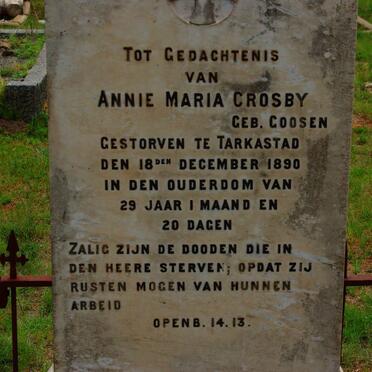 TOT GEDACHTENIS
VAN
ANNIE MARIA CROSBY
GEB. COOSEN
GESTORVEN TE TARKASTAD
DEN 18DEN DECEMBER 1890
IN DEN OUDERDOM VAN
29 JAAR 1 MAAND EN
20 DAGEN
ZALIG ZIJN DE DOODEN DIE IN
DEN HEERE STERVEN; OPDAT ZIJ
RUSTEN MOGEN VAN HUNNEN
ARBEID
OPENB. 14.13.